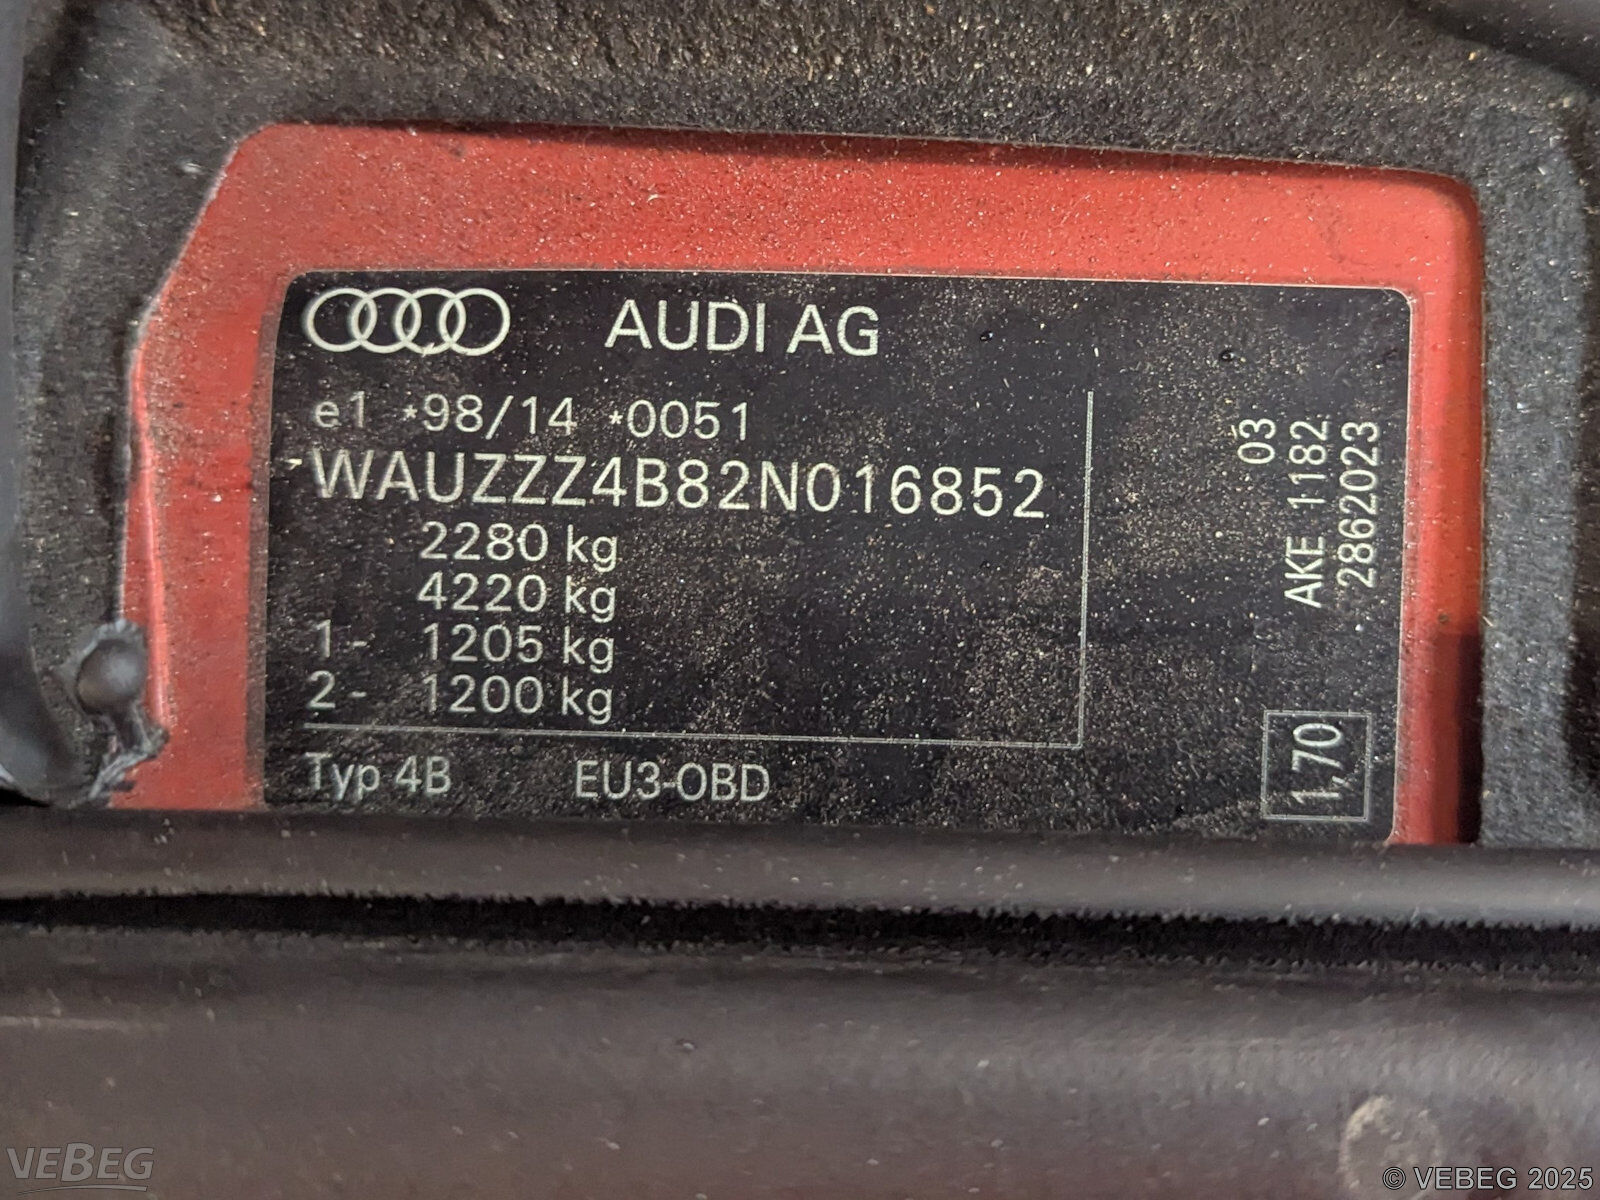 AUDI AG
e1 *98/14 *0051
WAUZZZ4B82N016852
2280 kg
4220 kg
1- 1205 kg
2- 1200 kg
Typ 4B EU3-OBD
03
AKE 1182
2862023
1,70
VEBEG
© VEBEG 2025